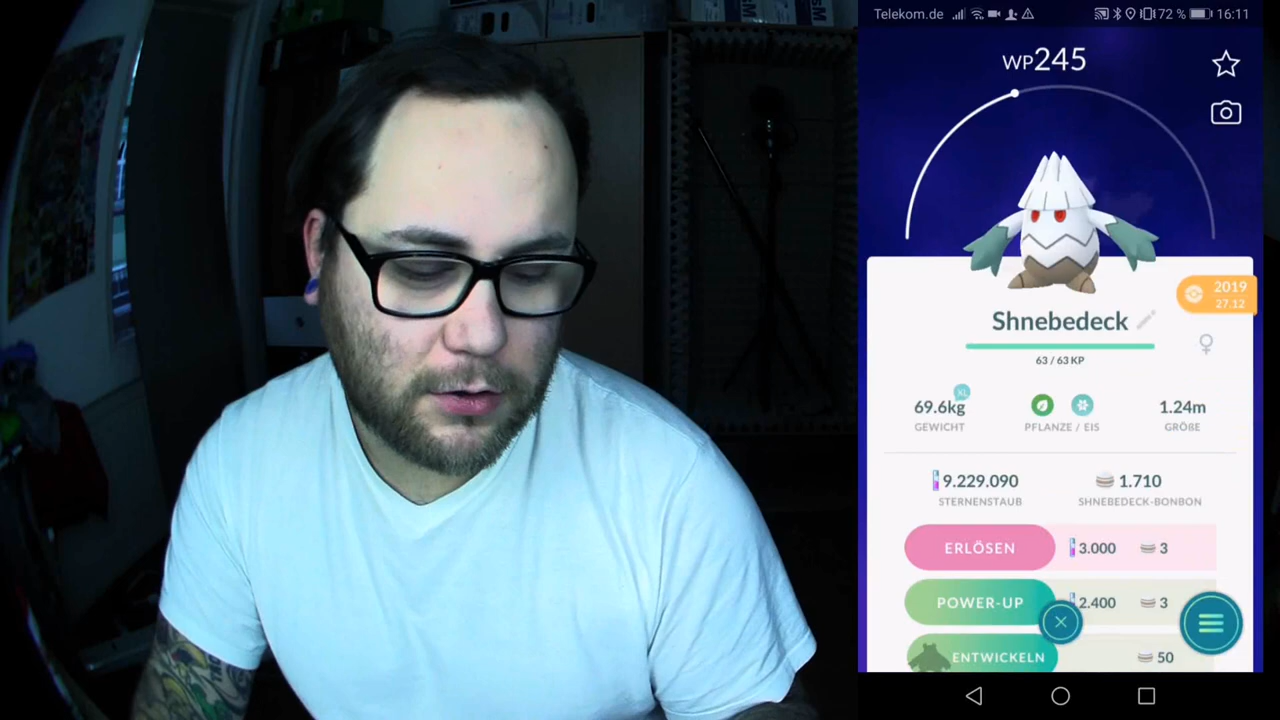 Telekom.de 72 % 16:11
WP245
2019
27.12
Shnebedeck
63 / 63 KP
XL
69.6kg
GEWICHT
PFLANZE / EIS
1.24m
GRÖẞE
9.229.090
STERNENSTAUB
1.710
SHNEBEDECK-BONBON
ERLÖSEN 3.000 3
POWER-UP 2.400 3
ENTWICKELN 50